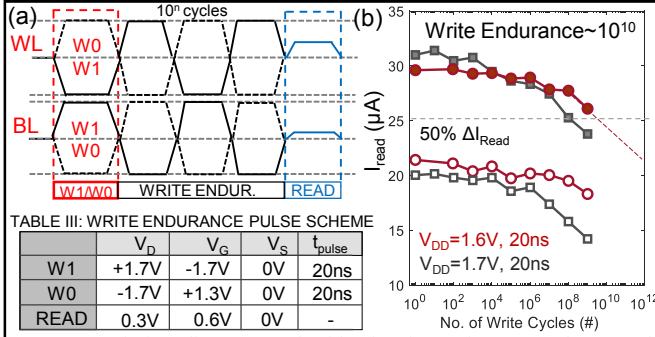 (a)
10ⁿ cycles
WL
W0
W1
BL
W1
W0
W1/W0
WRITE ENDUR.
READ
TABLE III: WRITE ENDURANCE PULSE SCHEME
V_D V_G V_S t_pulse
W1 +1.7V -1.7V 0V 20ns
W0 -1.7V +1.3V 0V 20ns
READ 0.3V 0.6V 0V -
(b)
Write Endurance~10¹⁰
50% ΔI_Read
V_DD=1.6V, 20ns
V_DD=1.7V, 20ns
I_read (μA)
35
30
25
20
15
10
10⁰ 10² 10⁴ 10⁶ 10⁸ 10¹⁰ 10¹²
No. of Write Cycles (#)